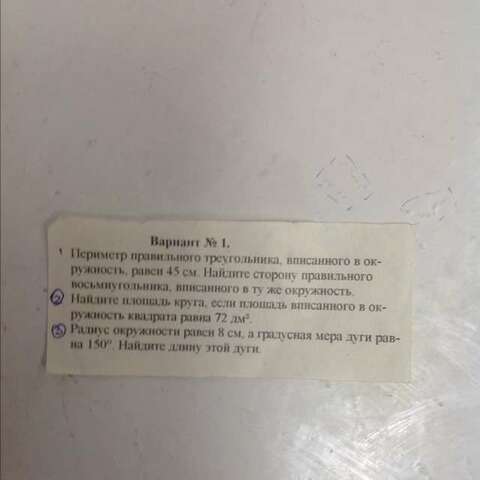 Вариант № 1.
1 Периметр правильного треугольника, вписанного в ок-
ружность, равен 45 см. Найдите сторону правильного
восьмиугольника, вписанного в ту же окружность.
2 Найдите площадь круга, если площадь вписанного в ок-
ружность квадрата равна 72 дм².
3 Радиус окружности равен 8 см, а градусная мера дуги рав-
на 150°. Найдите длину этой дуги.